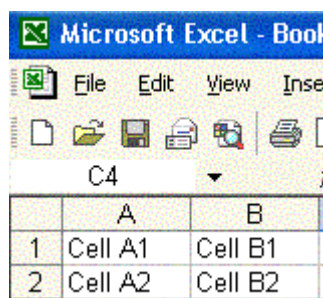 Microsoft Excel - Book
File Edit View Inse
C4
A B
1 Cell A1 Cell B1
2 Cell A2 Cell B2